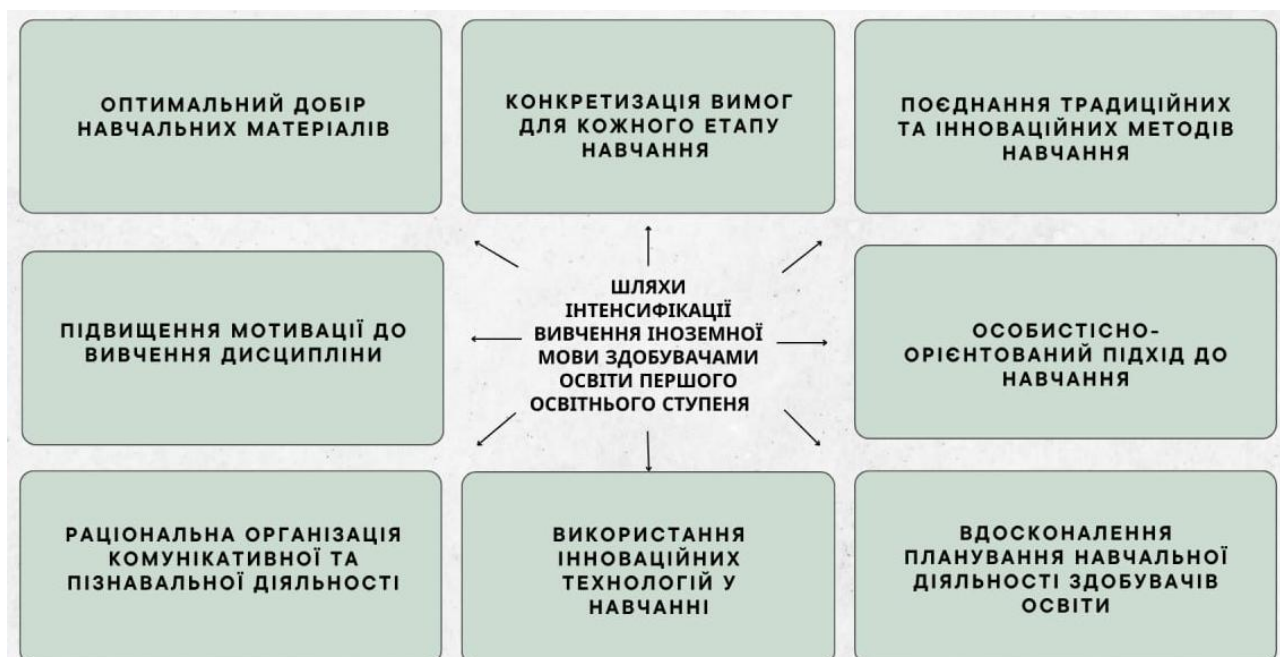 ОПТИМАЛЬНИЙ ДОБІР
НАВЧАЛЬНИХ МАТЕРІАЛІВ
КОНКРЕТИЗАЦІЯ ВИМОГ
ДЛЯ КОЖНОГО ЕТАПУ
НАВЧАННЯ
ПОЄДНАННЯ ТРАДИЦІЙНИХ
ТА ІННОВАЦІЙНИХ МЕТОДІВ
НАВЧАННЯ
ПІДВИЩЕННЯ МОТИВАЦІЇ ДО
ВИВЧЕННЯ ДИСЦИПЛІНИ
ШЛЯХИ
ІНТЕНСИФІКАЦІЇ
ВИВЧЕННЯ ІНОЗЕМНОЇ
МОВИ ЗДОБУВАЧАМИ
ОСВІТИ ПЕРШОГО
ОСВІТНЬОГО СТУПЕНЯ
ОСОБИСТІСНО-
ОРІЄНТОВАНИЙ ПІДХІД ДО
НАВЧАННЯ
РАЦІОНАЛЬНА ОРГАНІЗАЦІЯ
КОМУНІКАТИВНОЇ ТА
ПІЗНАВАЛЬНОЇ ДІЯЛЬНОСТІ
ВИКОРИСТАННЯ
ІННОВАЦІЙНИХ
ТЕХНОЛОГІЙ У
НАВЧАННІ
ВДОСКОНАЛЕННЯ
ПЛАНУВАННЯ НАВЧАЛЬНОЇ
ДІЯЛЬНОСТІ ЗДОБУВАЧІВ
ОСВІТИ